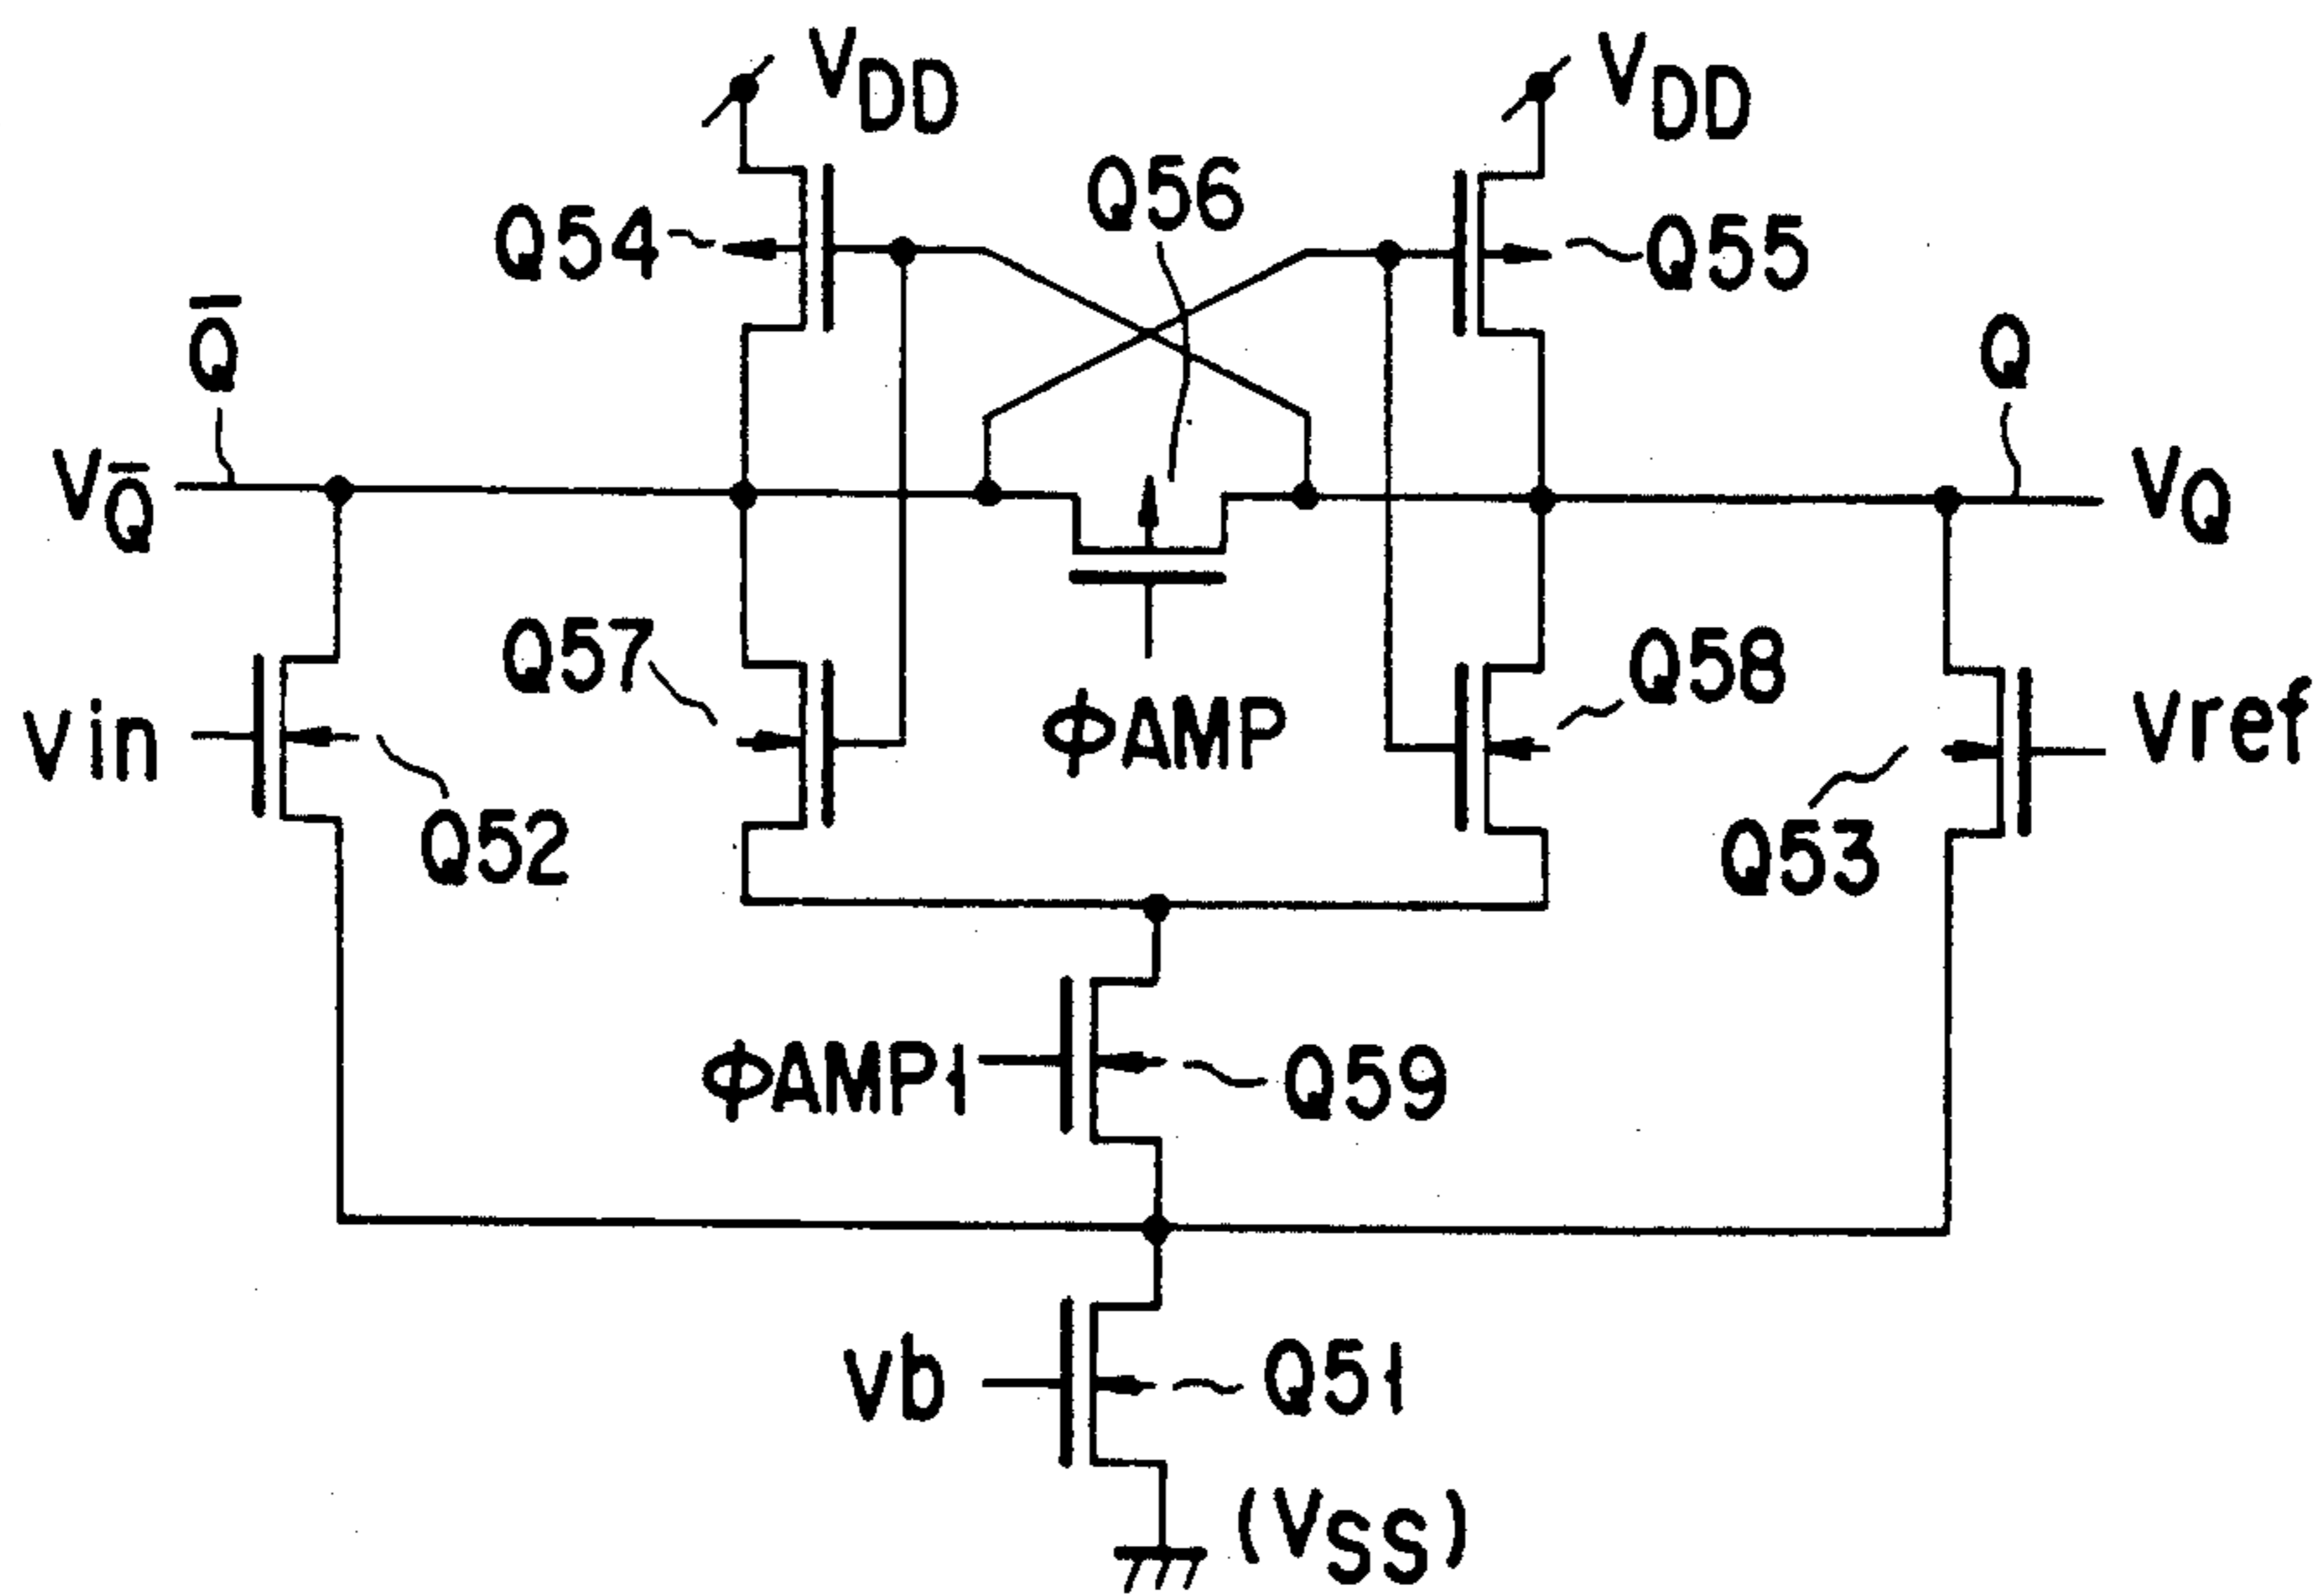 VDD
VDD
Q56
Q54
Q55
Q̅
Q
VQ̅
VQ
Q57
Q58
vin
ΦAMP
vref
Q52
Q53
ΦAMP1
Q59
vb
Q51
(VSS)